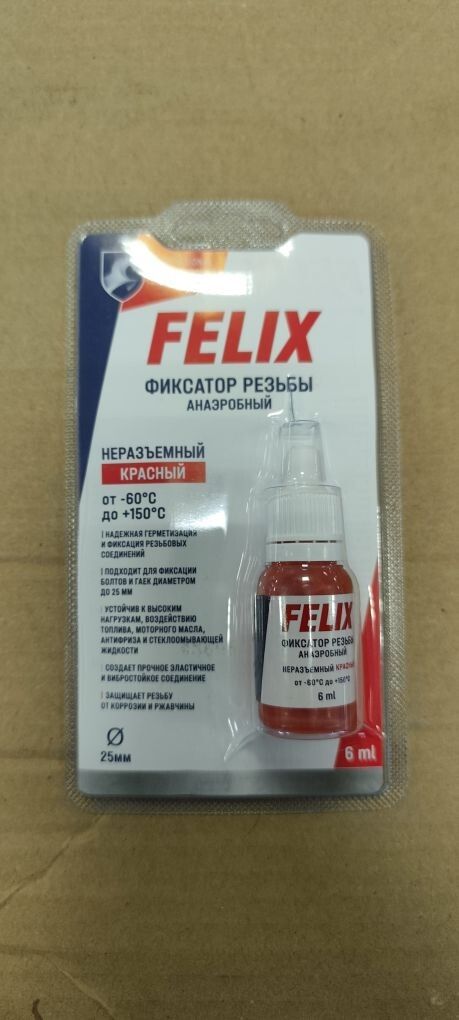 FELIX
ФИКСАТОР РЕЗЬБЫ
АНАЭРОБНЫЙ
НЕРАЗЪЕМНЫЙ
КРАСНЫЙ
от -60°C
до +150°C
НАДЕЖНАЯ ГЕРМЕТИЗАЦИЯ
И ФИКСАЦИЯ РЕЗЬБОВЫХ
СОЕДИНЕНИЙ
ПОДХОДИТ ДЛЯ ФИКСАЦИИ
БОЛТОВ И ГАЕК ДИАМЕТРОМ
ДО 25 ММ
УСТОЙЧИВ К ВЫСОКИМ
НАГРУЗКАМ, ВОЗДЕЙСТВИЮ
ТОПЛИВА, МОТОРНОГО МАСЛА,
АНТИФРИЗА И СТЕКЛООМЫВАЮЩЕЙ
ЖИДКОСТИ
СОЗДАЕТ ПРОЧНОЕ ЭЛАСТИЧНОЕ
И ВИБРОСТОЙКОЕ СОЕДИНЕНИЕ
ЗАЩИЩАЕТ РЕЗЬБУ
ОТ КОРРОЗИИ И РЖАВЧИНЫ
Ø
25мм
FELIX
ФИКСАТОР РЕЗЬБЫ
АНАЭРОБНЫЙ
НЕРАЗЪЕМНЫЙ КРАСНЫЙ
от -60°C до +150°C
6 ml
6 ml